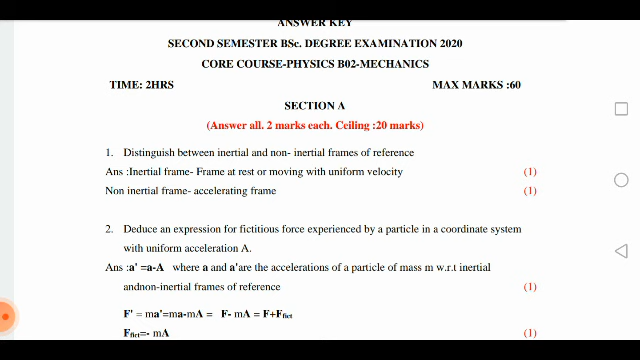 ANSWER KEY
SECOND SEMESTER BSc. DEGREE EXAMINATION 2020
CORE COURSE-PHYSICS B02-MECHANICS
TIME: 2HRS MAX MARKS :60
SECTION A
(Answer all. 2 marks each. Ceiling :20 marks)
1. Distinguish between inertial and non- inertial frames of reference
Ans :Inertial frame- Frame at rest or moving with uniform velocity (1)
Non inertial frame- accelerating frame (1)
2. Deduce an expression for fictitious force experienced by a particle in a coordinate system
with uniform acceleration A.
Ans :a' =a-A where a and a'are the accelerations of a particle of mass m w.r.t inertial
andnon-inertial frames of reference (1)
F' = ma'=ma-mA = F- mA = F+Ffict
Ffict=- mA (1)